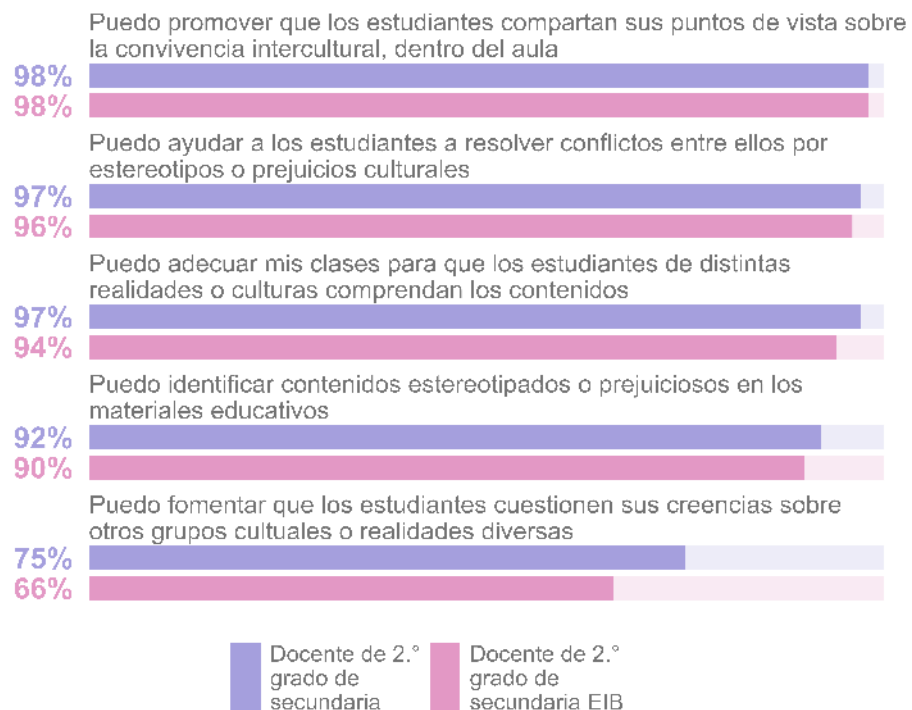 Puedo promover que los estudiantes compartan sus puntos de vista sobre
la convivencia intercultural, dentro del aula
98%
98%
Puedo ayudar a los estudiantes a resolver conflictos entre ellos por
estereotipos o prejuicios culturales
97%
96%
Puedo adecuar mis clases para que los estudiantes de distintas
realidades o culturas comprendan los contenidos
97%
94%
Puedo identificar contenidos estereotipados o prejuiciosos en los
materiales educativos
92%
90%
Puedo fomentar que los estudiantes cuestionen sus creencias sobre
otros grupos cultuales o realidades diversas
75%
66%
Docente de 2.°
grado de
secundaria
Docente de 2.°
grado de
secundaria EIB